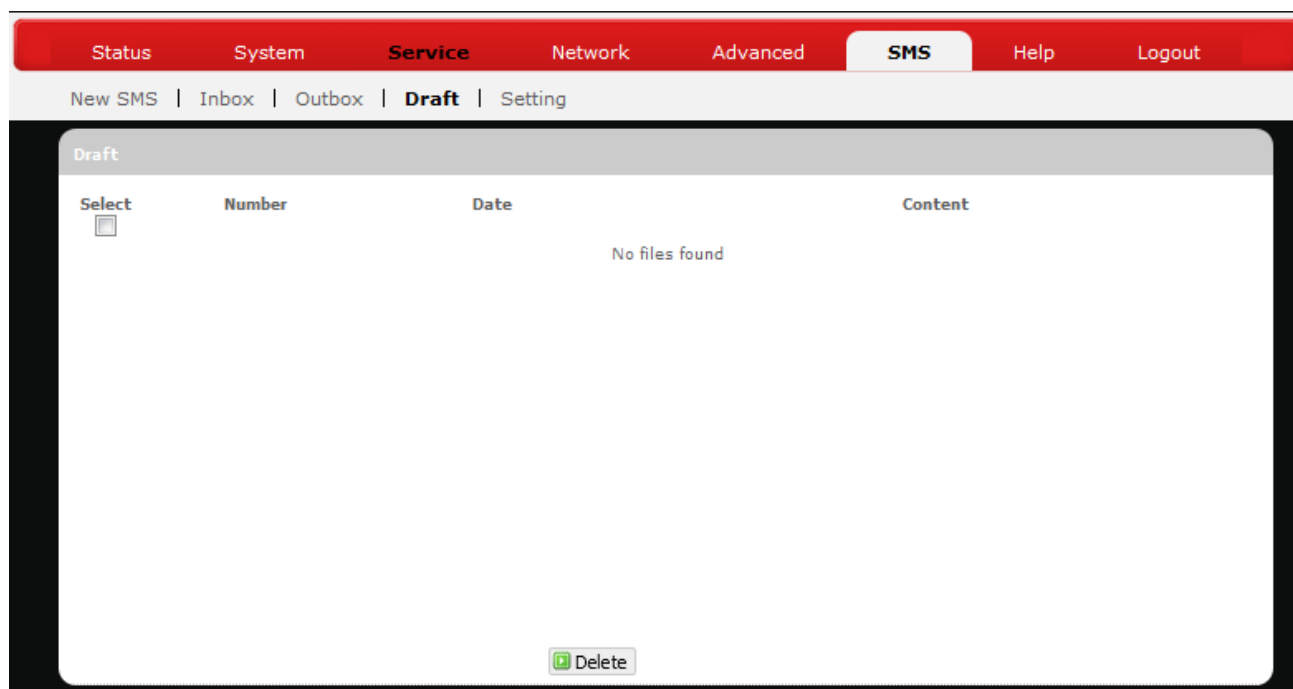 Status System Service Network Advanced SMS Help Logout
New SMS | Inbox | Outbox | Draft | Setting
Draft
Select Number Date Content
No files found
Delete